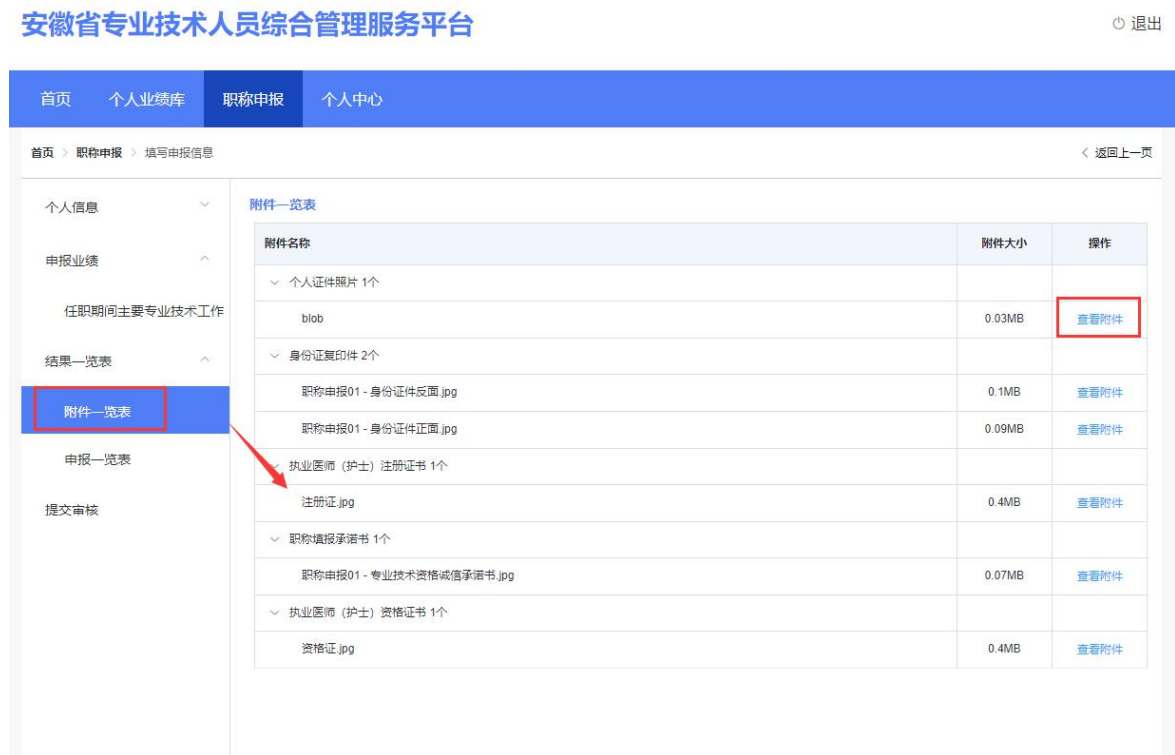 安徽省专业技术人员综合管理服务平台
退出
首页 个人业绩库 职称申报 个人中心
首页 > 职称申报 > 填写申报信息
< 返回上一页
个人信息
申报业绩
任职期间主要专业技术工作
结果一览表
附件一览表
申报一览表
提交审核
附件一览表
附件名称 附件大小 操作
个人证件照片 1个
blob 0.03MB 查看附件
身份证复印件 2个
职称申报01 - 身份证件反面.jpg 0.1MB 查看附件
职称申报01 - 身份证件正面.jpg 0.09MB 查看附件
执业医师（护士）注册证书 1个
注册证.jpg 0.4MB 查看附件
职称填报承诺书 1个
职称申报01 - 专业技术资格诚信承诺书.jpg 0.07MB 查看附件
执业医师（护士）资格证书 1个
资格证.jpg 0.4MB 查看附件